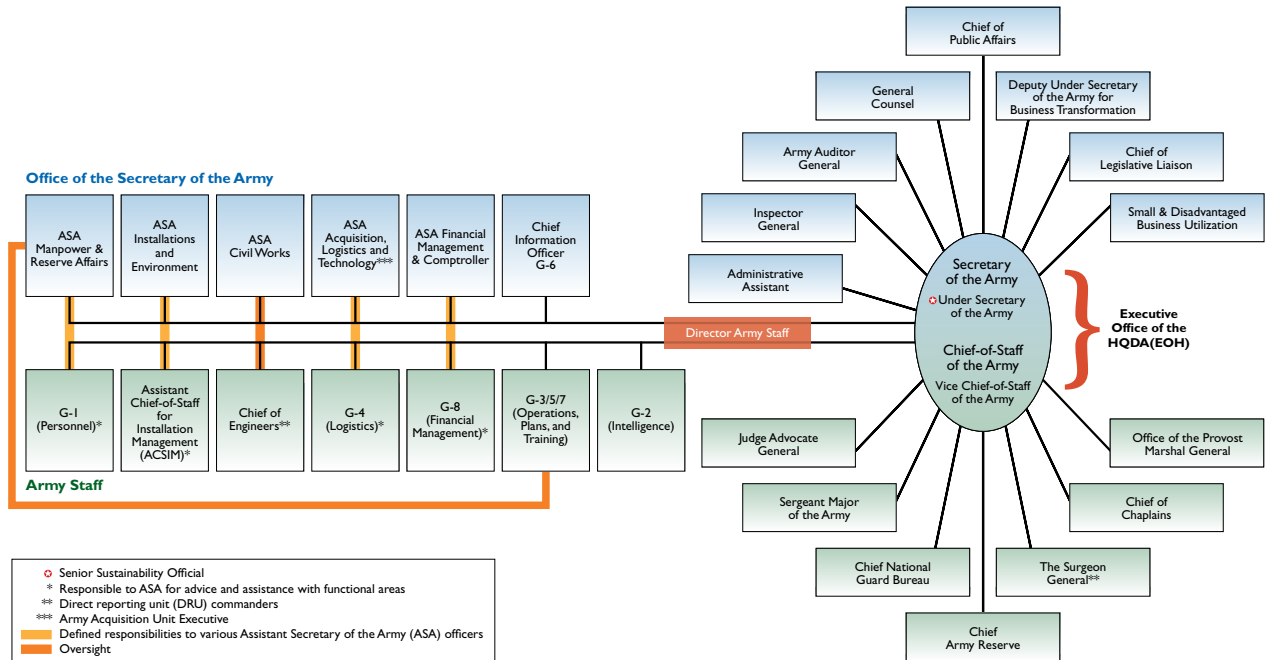 Chief of
Public Affairs
General
Counsel
Deputy Under Secretary
of the Army for
Business Transformation
Army Auditor
General
Chief of
Legislative Liaison
Office of the Secretary of the Army
Inspector
General
Small & Disadvantaged
Business Utilization
ASA
Manpower &
Reserve Affairs
ASA
Installations
and
Environment
ASA
Civil Works
ASA
Acquisition,
Logistics and
Technology***
ASA Financial
Management
& Comptroller
Chief
Information
Officer
G-6
Administrative
Assistant
Secretary
of the Army
Under Secretary
of the Army
Chief-of-Staff
of the Army
Vice Chief-of-Staff
of the Army
Executive
Office of the
HQDA(EOH)
Director Army Staff
G-1
(Personnel)*
Assistant
Chief-of-Staff
for
Installation
Management
(ACSIM)*
Chief of
Engineers**
G-4
(Logistics)*
G-8
(Financial
Management)*
G-3/5/7
(Operations,
Plans, and
Training)
G-2
(Intelligence)
Army Staff
Judge Advocate
General
Office of the Provost
Marshal General
Sergeant Major
of the Army
Chief of
Chaplains
Chief National
Guard Bureau
The Surgeon
General**
Chief
Army Reserve
Senior Sustainability Official
* Responsible to ASA for advice and assistance with functional areas
** Direct reporting unit (DRU) commanders
*** Army Acquisition Unit Executive
Defined responsibilities to various Assistant Secretary of the Army (ASA) officers
Oversight